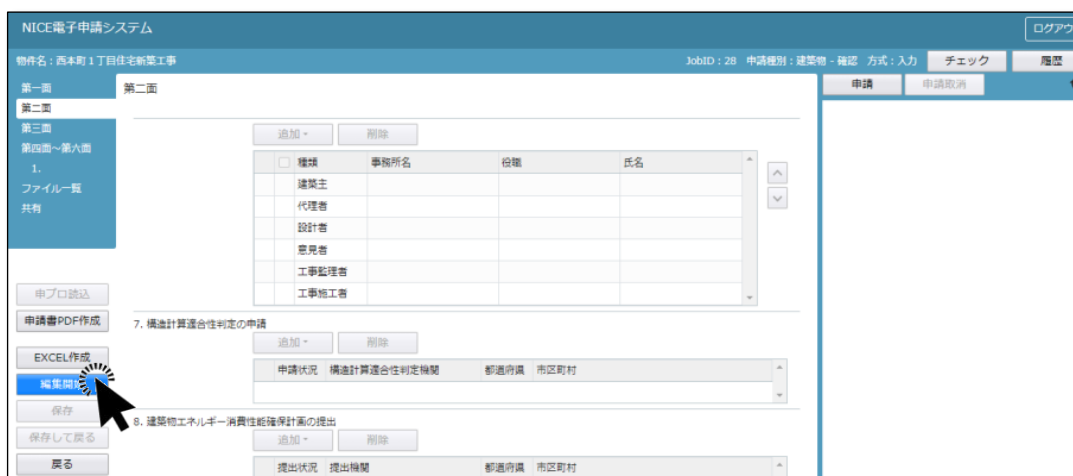 NICE電子申請システム
ログアウ
物件名：西本町1丁目住宅新築工事
JobID：28 申請種別：建築物 - 確認 方式：入力
チェック
履歴
第一面
第二面
第三面
第四面～第六面
1.
ファイル一覧
共有
第二面
申請
申請取消
追加
削除
種類 事務所名 役職 氏名
建築主
代理者
設計者
意見者
工事監理者
工事施工者
申プロ読込
申請書PDF作成
EXCEL作成
編集開
保存
保存して戻る
戻る
7. 構造計算適合性判定の申請
追加
削除
申請状況 構造計算適合性判定機関 都道府県 市区町村
8. 建築物エネルギー消費性能確保計画の提出
追加
削除
提出状況 提出機関 都道府県 市区町村